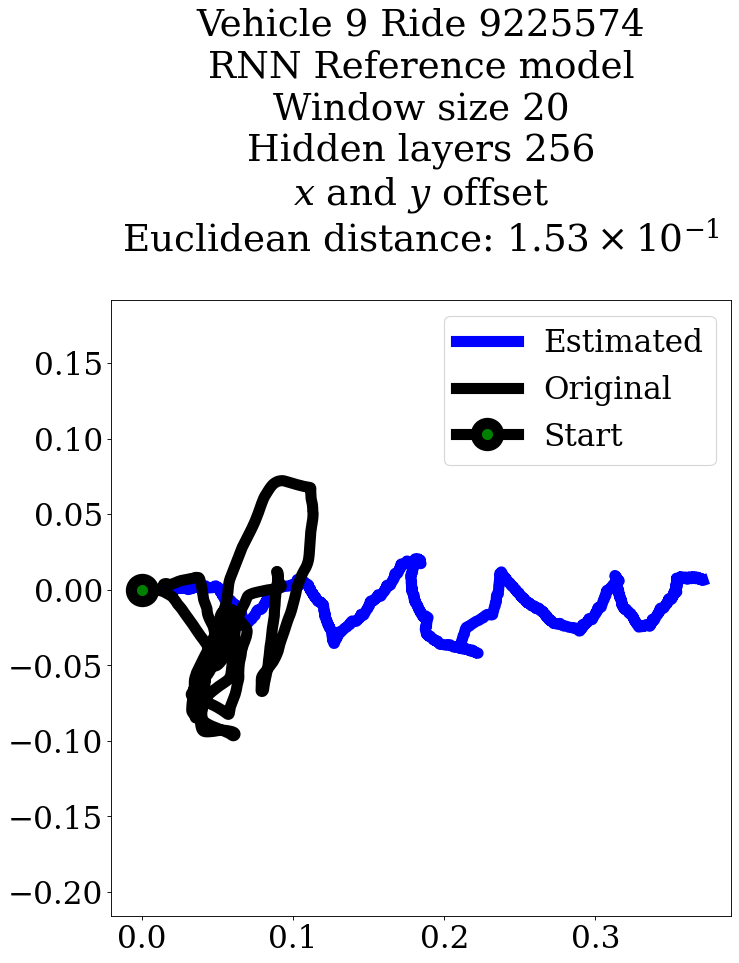 Vehicle 9 Ride 9225574
RNN Reference model
Window size 20
Hidden layers 256
x and y offset
Euclidean distance: 1.53 × 10⁻¹
Estimated
Original
Start
0.15
0.10
0.05
0.00
−0.05
−0.10
−0.15
−0.20
0.0 0.1 0.2 0.3